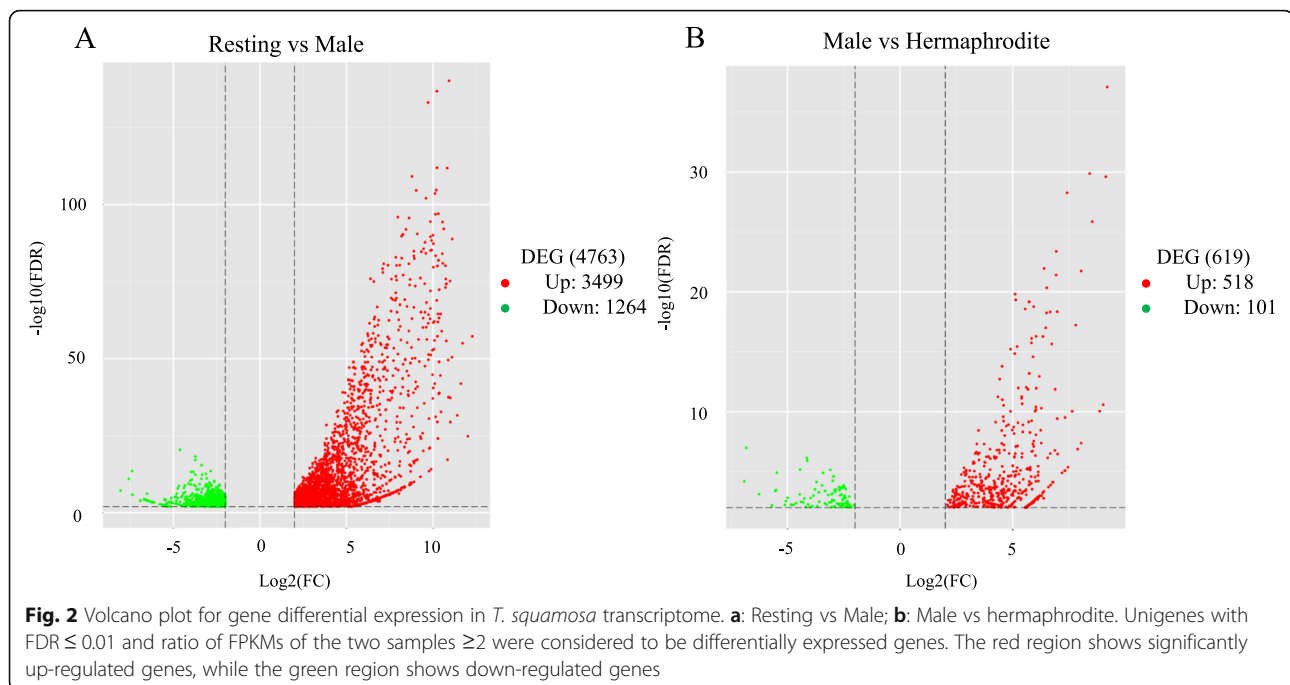 A
Resting vs Male
-log10(FDR)
100
50
0
-5
0
5
10
Log2(FC)
DEG (4763)
Up: 3499
Down: 1264
B
Male vs Hermaphrodite
-log10(FDR)
30
20
10
-5
0
5
Log2(FC)
DEG (619)
Up: 518
Down: 101
Fig. 2 Volcano plot for gene differential expression in T. squamosa transcriptome. a: Resting vs Male; b: Male vs hermaphrodite. Unigenes with
FDR ≤ 0.01 and ratio of FPKMs of the two samples ≥2 were considered to be differentially expressed genes. The red region shows significantly
up-regulated genes, while the green region shows down-regulated genes